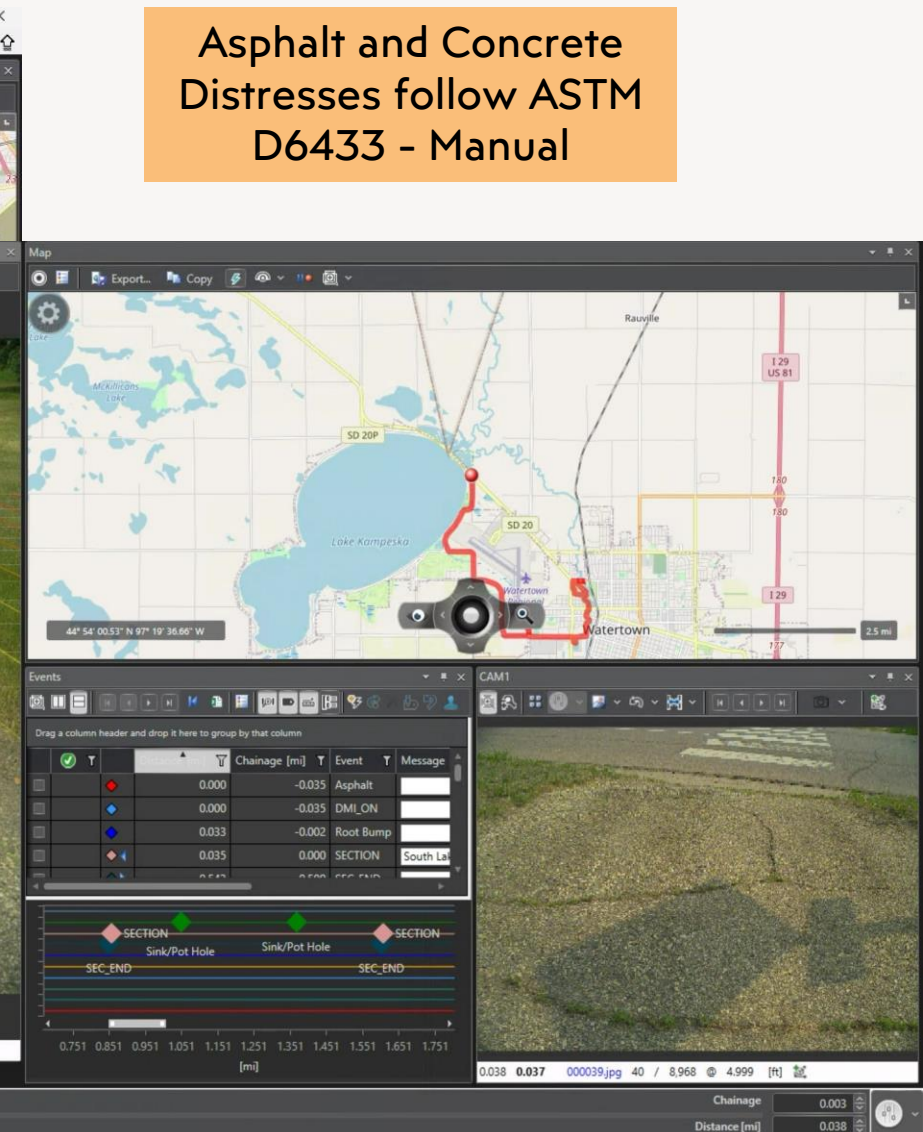 Asphalt and Concrete
Distresses follow ASTM
D6433 - Manual
Map
Export... Copy
Rauville
I 29
US 81
McKillicans
Lake
Lake
SD 20P
180
180
SD 20
Lake Kampeska
Watertown
Regional
I 29
Watertown
44° 54' 00.53" N 97° 19' 36.66" W
2.5 mi
177
Events
CAM1
Drag a column header and drop it here to group by that column
Chainage [mi] Event Message
0.000 -0.035 Asphalt
0.000 -0.035 DMI_ON
0.033 -0.002 Root Bump
0.035 0.000 SECTION South Lak
SECTION Sink/Pot Hole Sink/Pot Hole SECTION
SEC_END SEC_END
0.751 0.851 0.951 1.051 1.151 1.251 1.351 1.451 1.551 1.651 1.751
[mi]
0.038 0.037 000039.jpg 40 / 8,968 @ 4.999 [ft]
Chainage 0.003
Distance [mi] 0.038